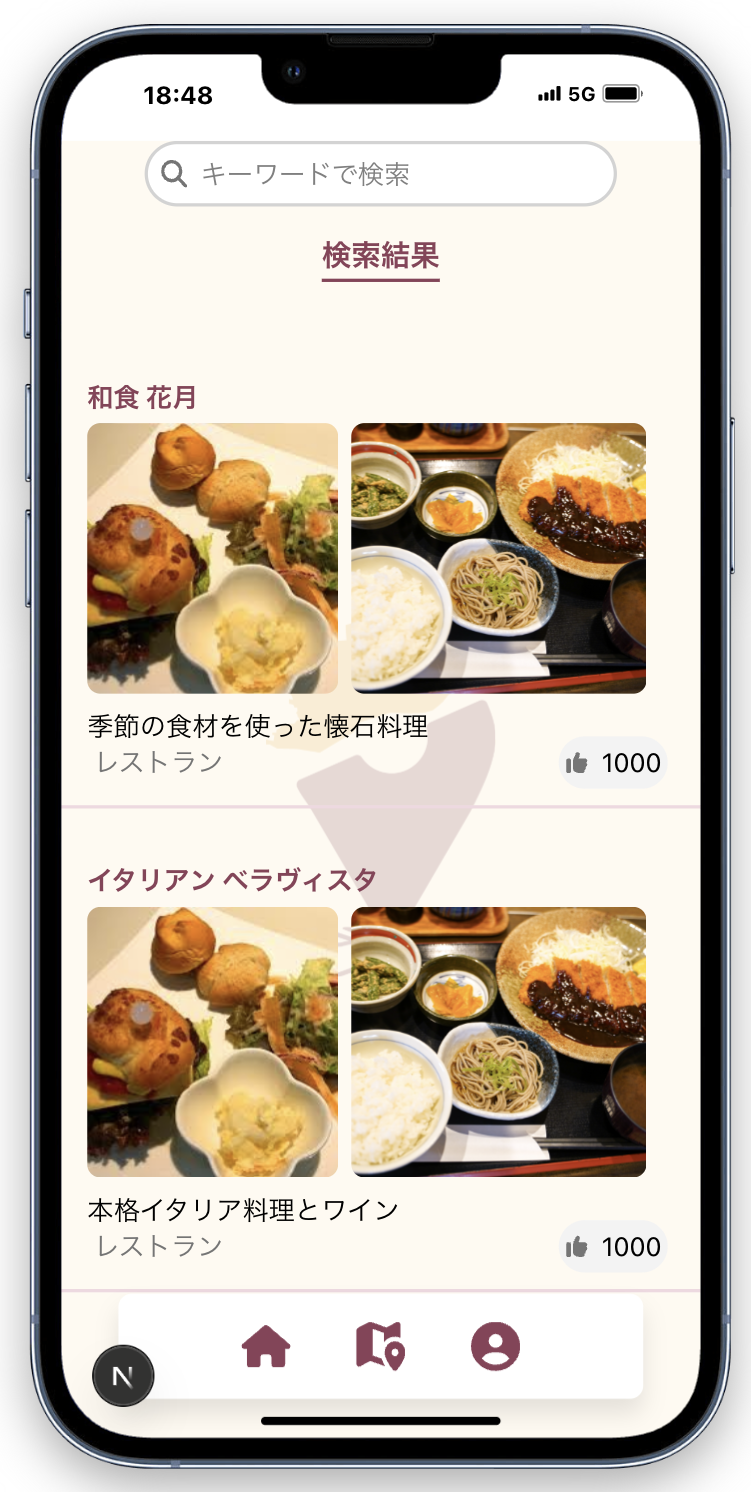 18:48
5G
キーワードで検索
検索結果
和食 花月
季節の食材を使った懐石料理
レストラン
1000
イタリアン ベラヴィスタ
本格イタリア料理とワイン
レストラン
1000
N